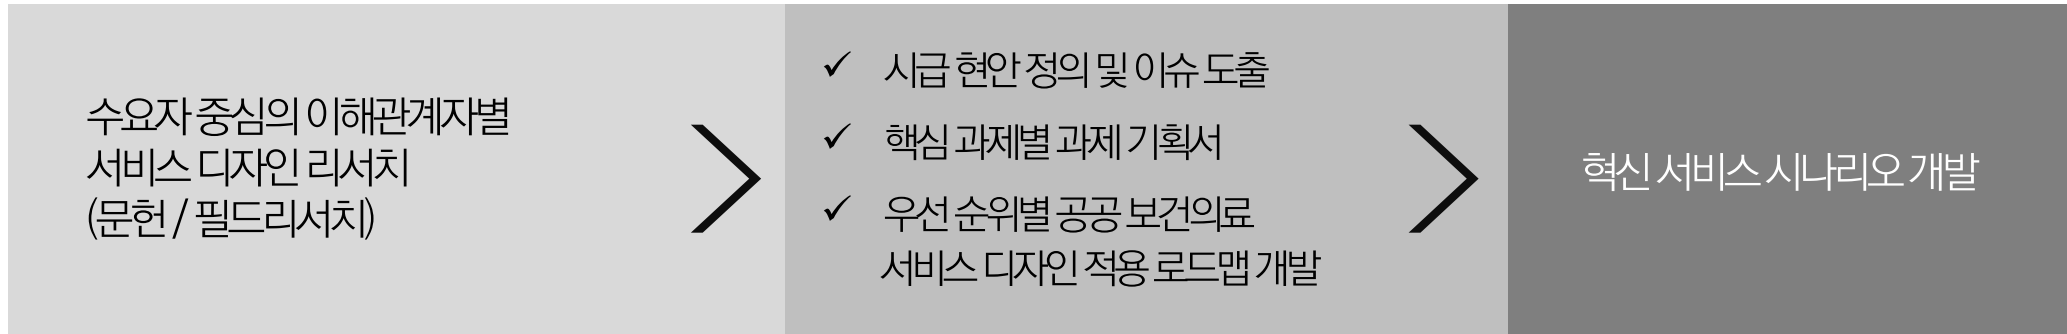 수요자 중심의 이해관계자별
서비스 디자인 리서치
(문헌 / 필드리서치)
✓ 시급 현안 정의 및 이슈 도출
✓ 핵심 과제별 과제 기획서
✓ 우선 순위별 공공 보건의료
서비스 디자인 적용 로드맵 개발
혁신 서비스 시나리오 개발